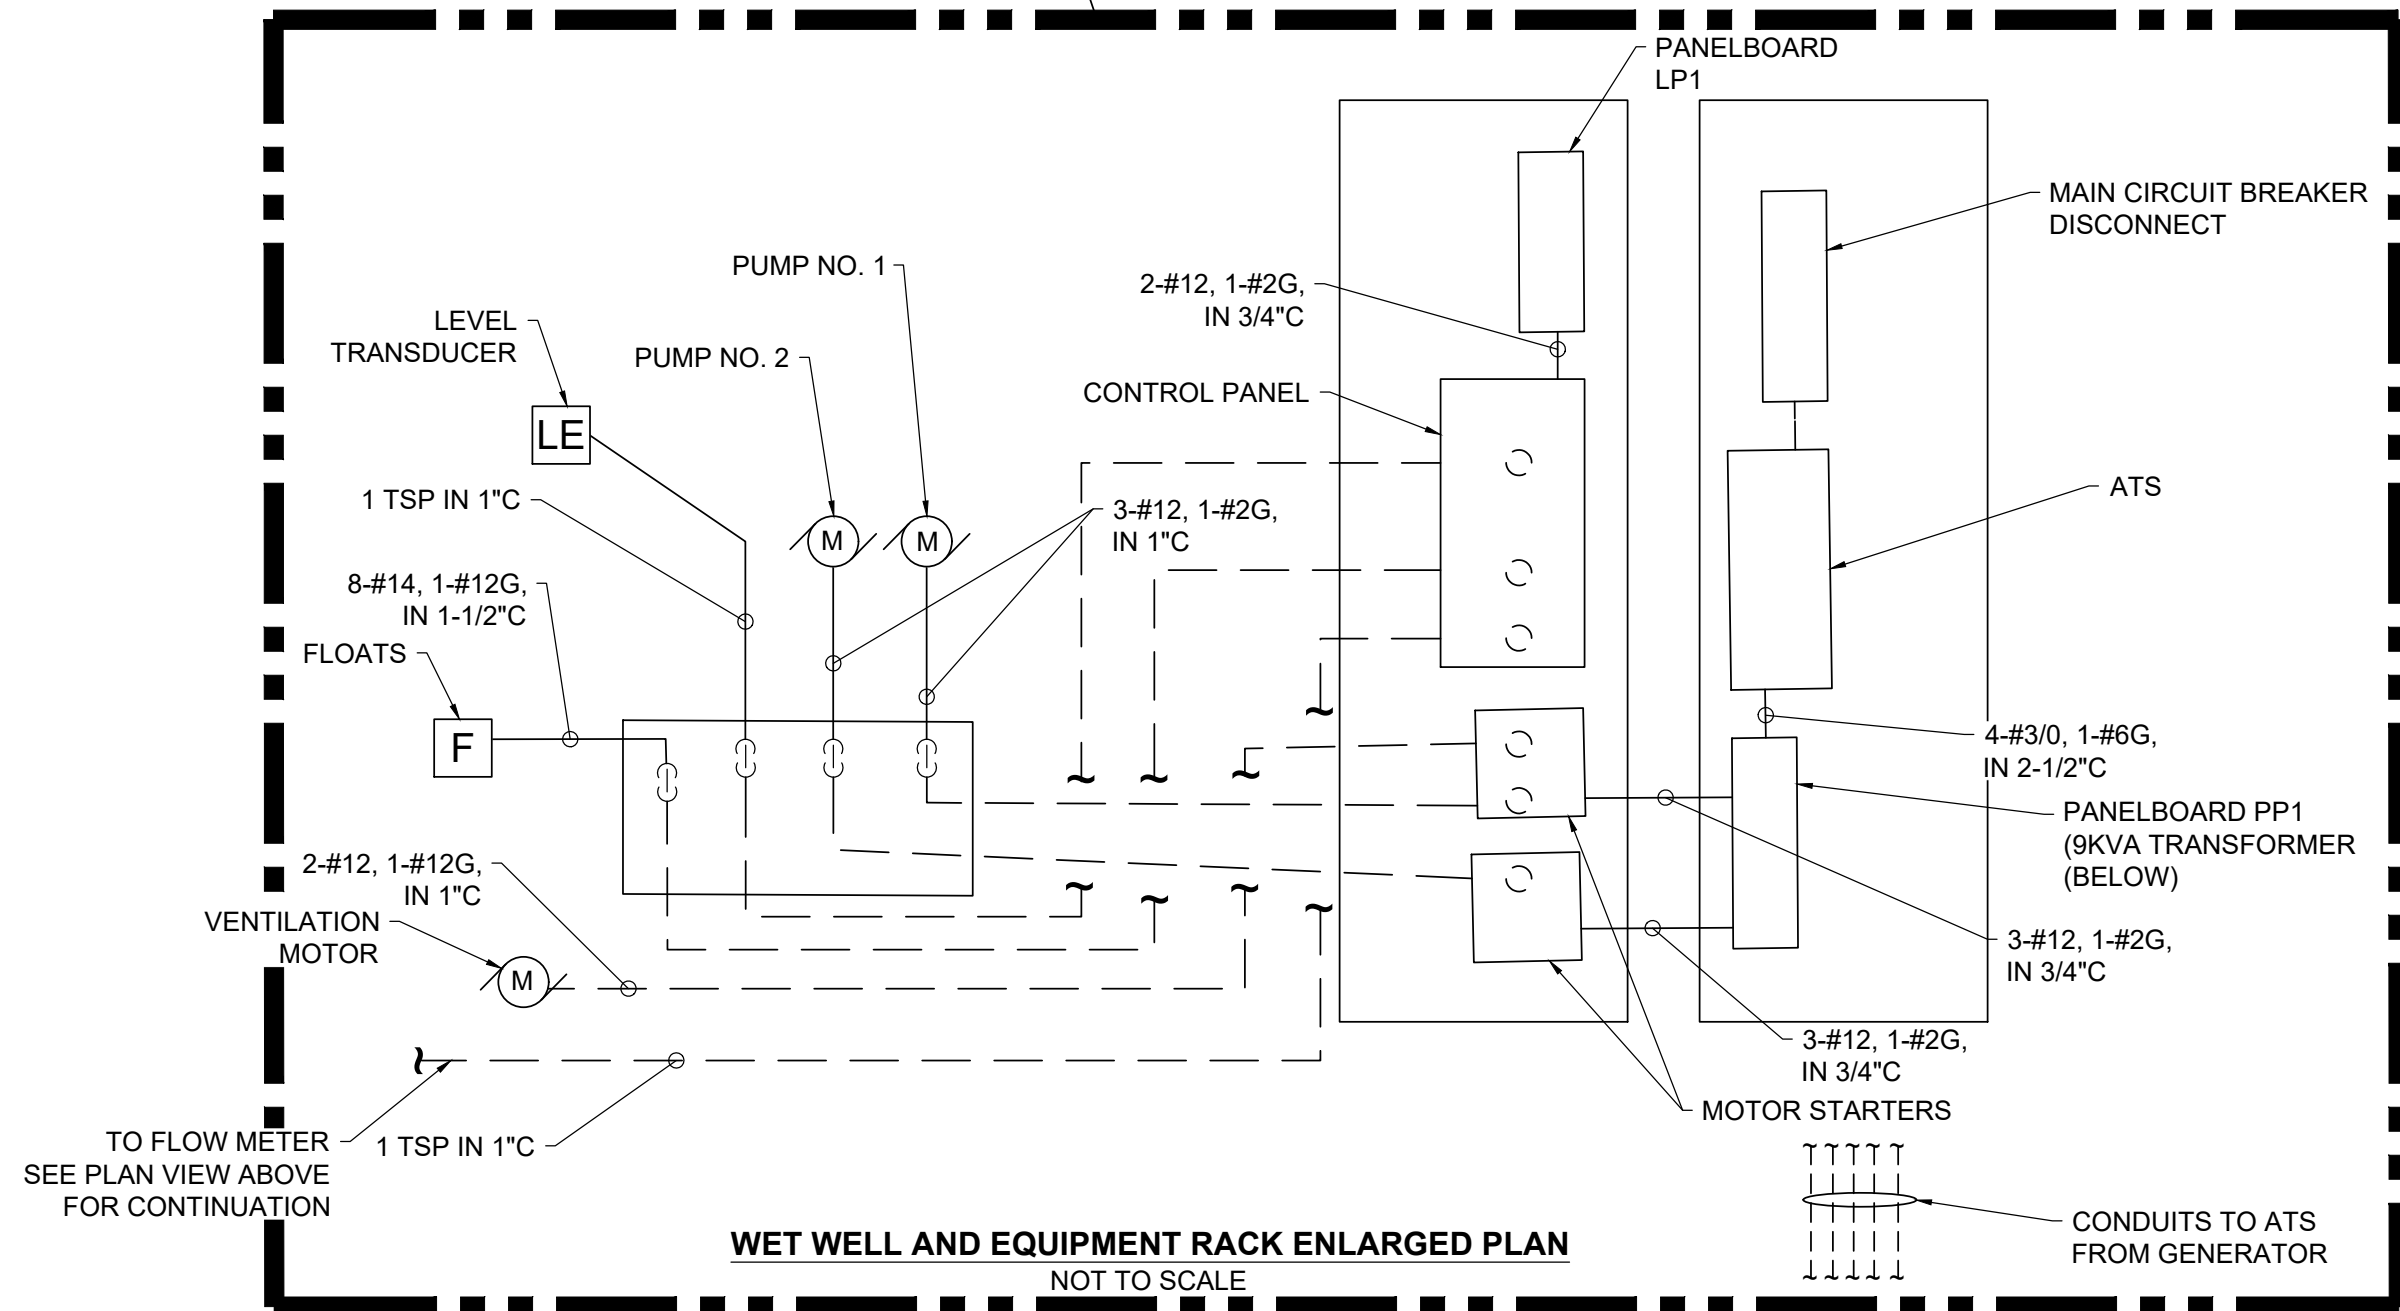 PANELBOARD
LP1
MAIN CIRCUIT BREAKER
DISCONNECT
PUMP NO. 1
2-#12, 1-#2G,
IN 3/4"C
LEVEL
TRANSDUCER
PUMP NO. 2
CONTROL PANEL
LE
ATS
1 TSP IN 1"C
3-#12, 1-#2G,
IN 1"C
M
M
8-#14, 1-#12G,
IN 1-1/2"C
FLOATS
F
4-#3/0, 1-#6G,
IN 2-1/2"C
PANELBOARD PP1
(9KVA TRANSFORMER
(BELOW)
2-#12, 1-#12G,
IN 1"C
VENTILATION
MOTOR
M
3-#12, 1-#2G,
IN 3/4"C
3-#12, 1-#2G,
IN 3/4"C
MOTOR STARTERS
TO FLOW METER
SEE PLAN VIEW ABOVE
FOR CONTINUATION
1 TSP IN 1"C
CONDUITS TO ATS
FROM GENERATOR
WET WELL AND EQUIPMENT RACK ENLARGED PLAN
NOT TO SCALE